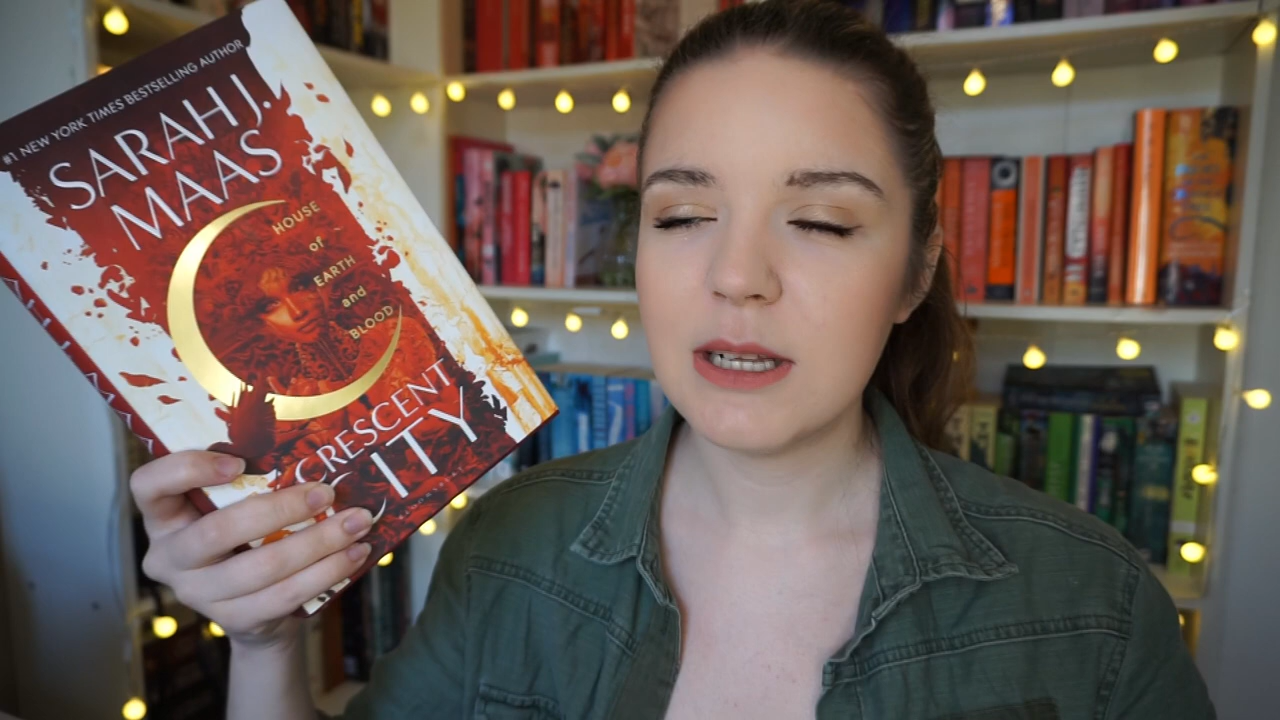 #1 NEW YORK TIMES BESTSELLING AUTHOR
SARAH J.
MAAS
HOUSE
of
EARTH
and
BLOOD
CRESCENT
CITY